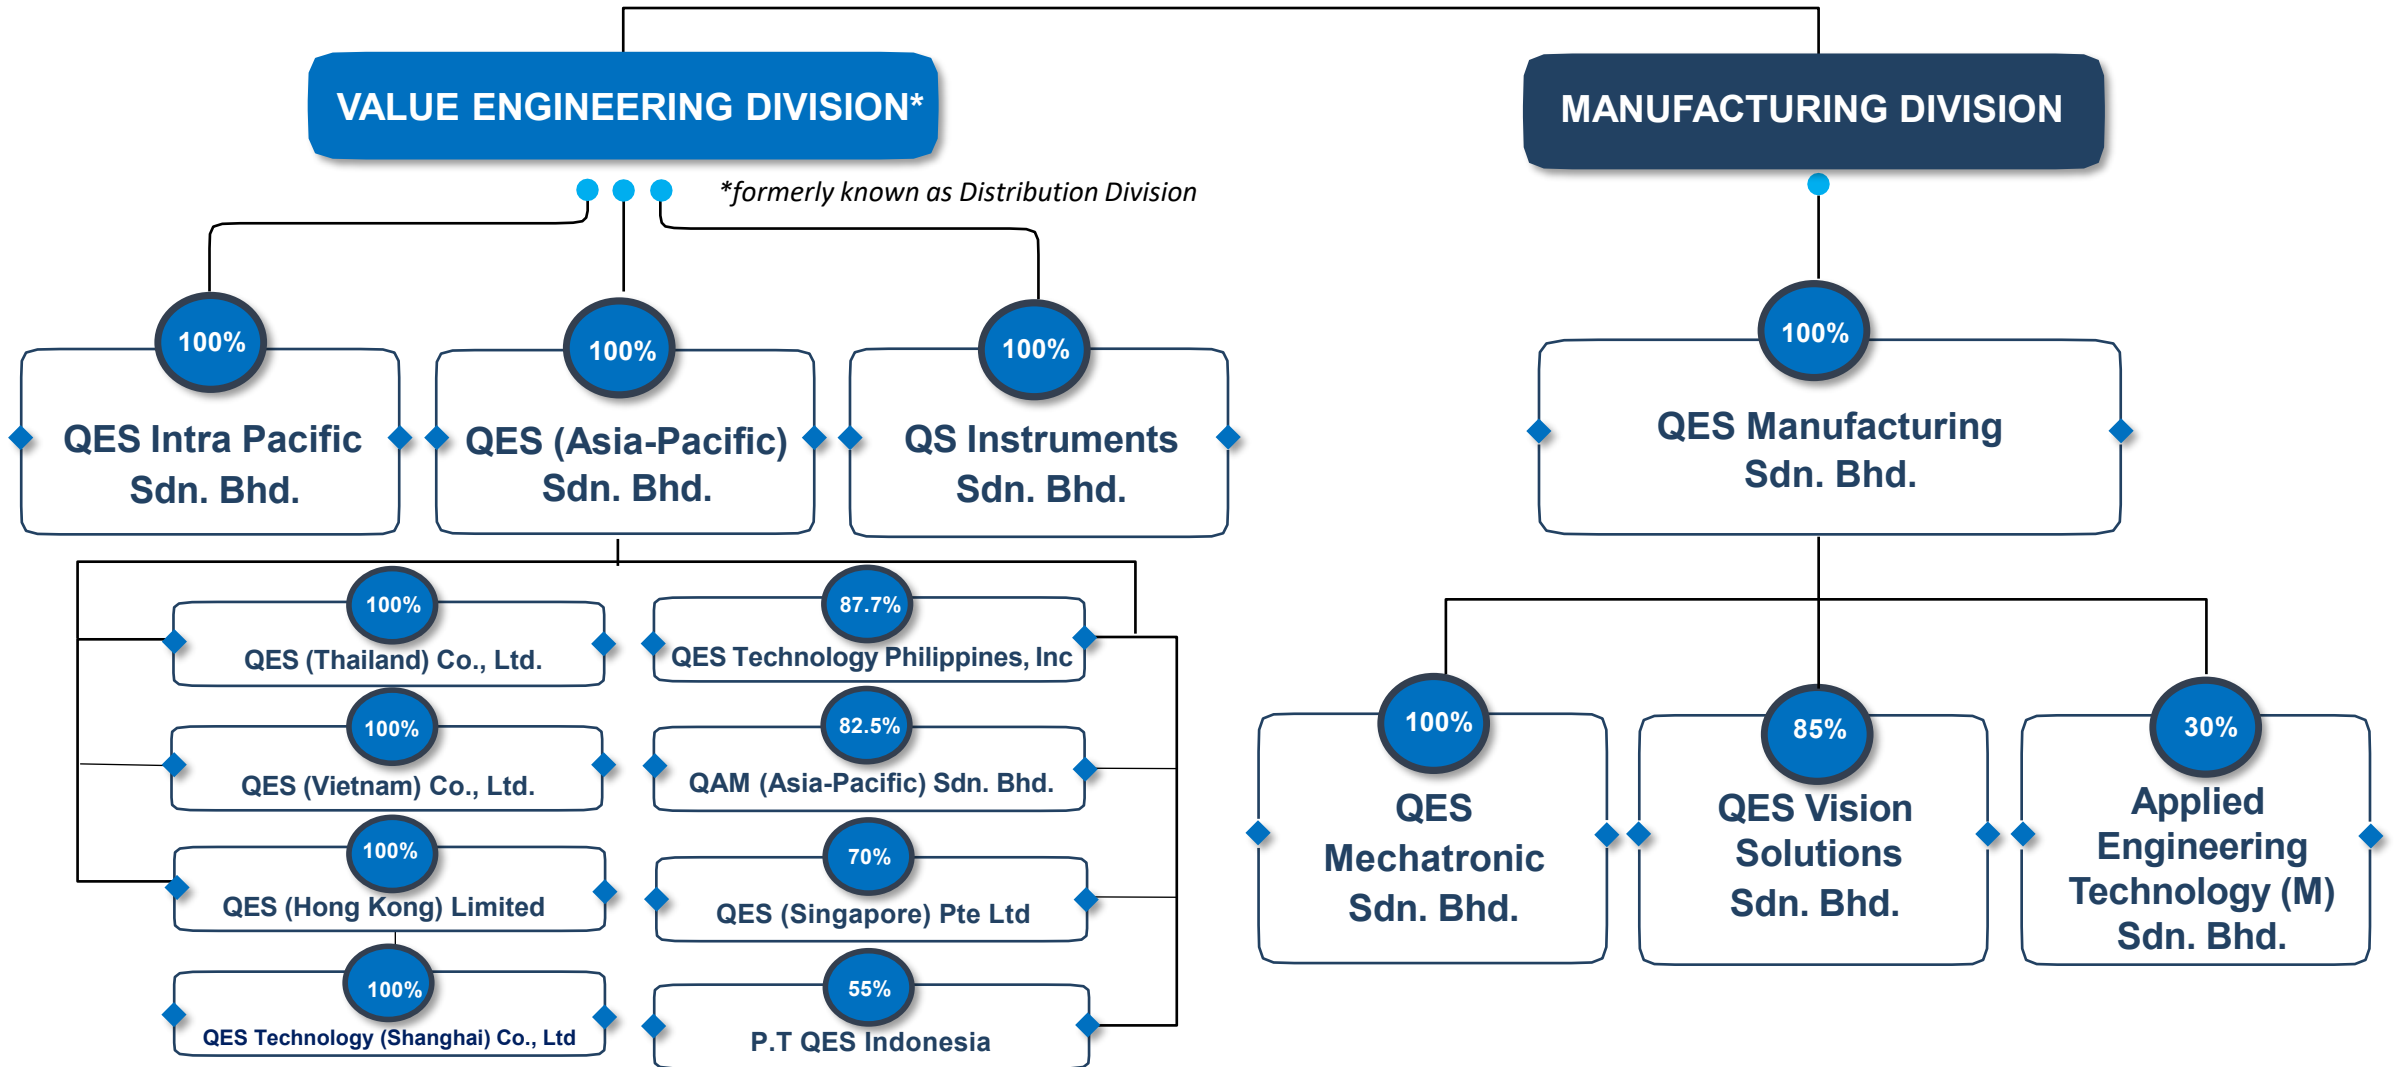 VALUE ENGINEERING DIVISION*
*formerly known as Distribution Division
100%
QES Intra Pacific
Sdn. Bhd.
100%
QES (Asia-Pacific)
Sdn. Bhd.
100%
QS Instruments
Sdn. Bhd.
100%
QES (Thailand) Co., Ltd.
100%
QES (Vietnam) Co., Ltd.
100%
QES (Hong Kong) Limited
100%
QES Technology (Shanghai) Co., Ltd
87.7%
QES Technology Philippines, Inc
82.5%
QAM (Asia-Pacific) Sdn. Bhd.
70%
QES (Singapore) Pte Ltd
55%
P.T QES Indonesia
MANUFACTURING DIVISION
100%
QES Manufacturing
Sdn. Bhd.
100%
QES
Mechatronic
Sdn. Bhd.
85%
QES Vision
Solutions
Sdn. Bhd.
30%
Applied
Engineering
Technology (M)
Sdn. Bhd.